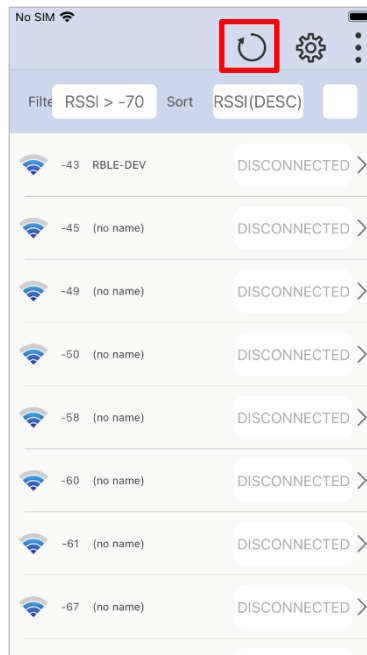 No SIM
Filte RSSI > -70 Sort RSSI(DESC)
-43 RBLE-DEV DISCONNECTED
-45 (no name) DISCONNECTED
-49 (no name) DISCONNECTED
-50 (no name) DISCONNECTED
-58 (no name) DISCONNECTED
-60 (no name) DISCONNECTED
-61 (no name) DISCONNECTED
-67 (no name) DISCONNECTED